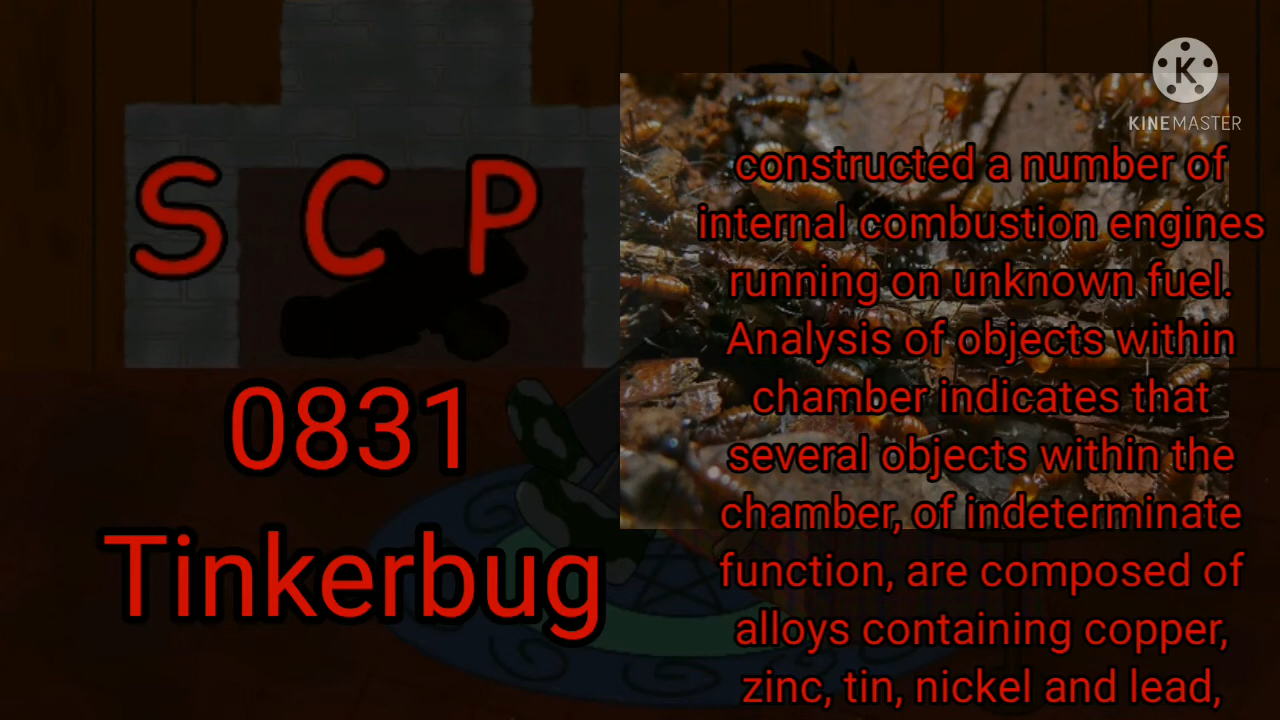 S C P
0831
Tinkerbug
KINEMASTER
constructed a number of
internal combustion engines
running on unknown fuel.
Analysis of objects within
chamber indicates that
several objects within the
chamber, of indeterminate
function, are composed of
alloys containing copper,
zinc, tin, nickel and lead,